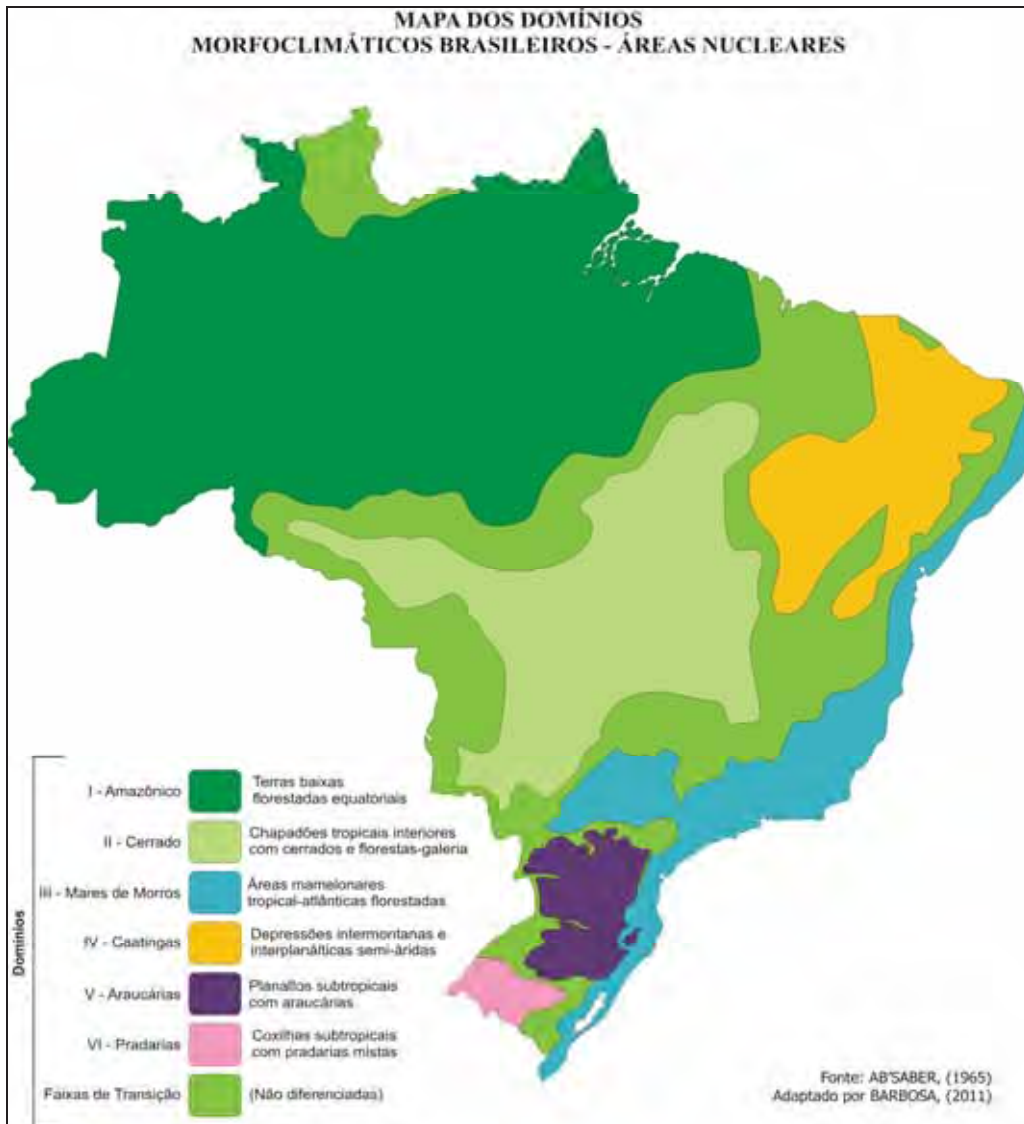 MAPA DOS DOMÍNIOS
MORFOCLIMÁTICOS BRASILEIROS - ÁREAS NUCLEARES
Domínios
I - Amazônico
Terras baixas
florestadas equatoriais
II - Cerrado
Chapadões tropicais interiores
com cerrados e florestas-galeria
III - Mares de Morros
Áreas mamelonares
tropical-atlânticas florestadas
IV - Caatingas
Depressões intermontanas e
interplanálticas semi-áridas
V - Araucárias
Planaltos subtropicais
com araucárias
VI - Pradarias
Coxilhas subtropicais
com pradarias mistas
Faixas de Transição
(Não diferenciadas)
Fonte: AB'SABER, (1965)
Adaptado por BARBOSA, (2011)